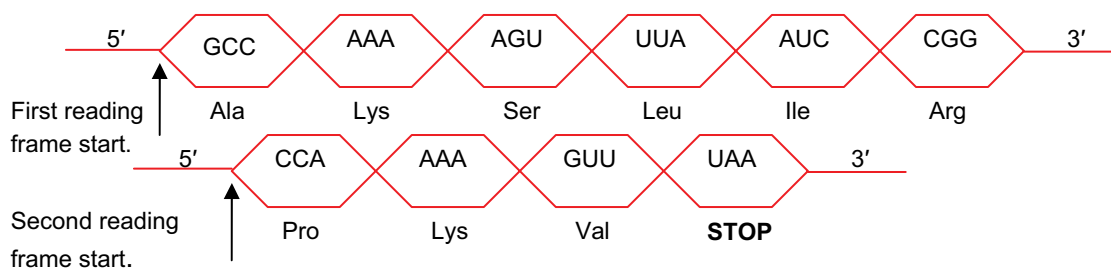 5′ GCC AAA AGU UUA AUC CGG 3′
First reading Ala Lys Ser Leu Ile Arg
frame start.
5′ CCA AAA GUU UAA 3′
Second reading Pro Lys Val STOP
frame start.